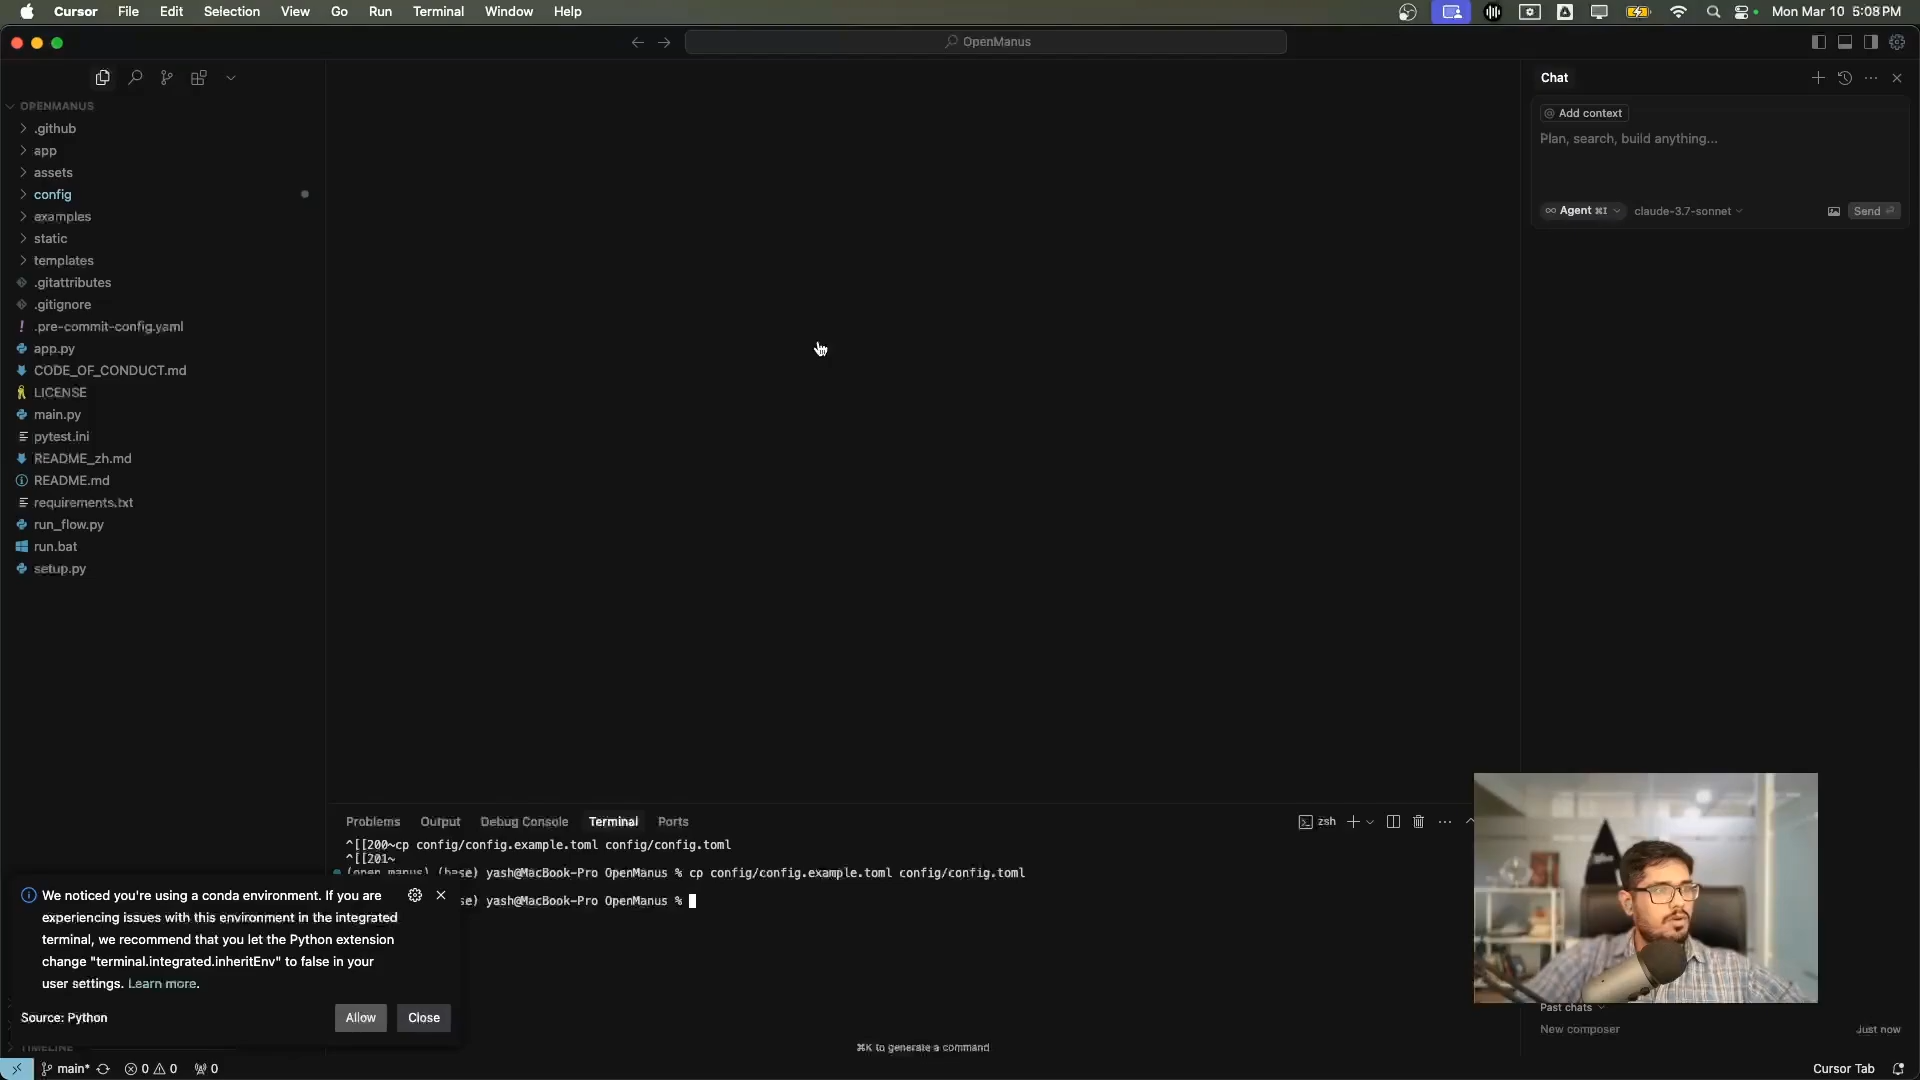 Cursor File Edit Selection View Go Run Terminal Window Help
Mon Mar 10 5:08 PM
OpenManus
Chat
OPENMANUS
Add context
.github
Plan, search, build anything...
app
assets
config
Agent ⌘I claude-3.7-sonnet Send
examples
static
templates
.gitattributes
.gitignore
.pre-commit-config.yaml
app.py
CODE_OF_CONDUCT.md
LICENSE
main.py
pytest.ini
README_zh.md
README.md
requirements.txt
run_flow.py
run.bat
setup.py
Problems Output Debug Console Terminal Ports
zsh
^[[200~cp config/config.example.toml config/config.toml
^[[201~
(open_manus) (base) yash@MacBook-Pro OpenManus % cp config/config.example.toml config/config.toml
se) yash@MacBook-Pro OpenManus %
We noticed you're using a conda environment. If you are
experiencing issues with this environment in the integrated
terminal, we recommend that you let the Python extension
change "terminal.integrated.inheritEnv" to false in your
user settings. Learn more.
Source: Python
Allow Close
Past chats
New composer Just now
TIMELINE
⌘K to generate a command
main* 0 0 0
Cursor Tab